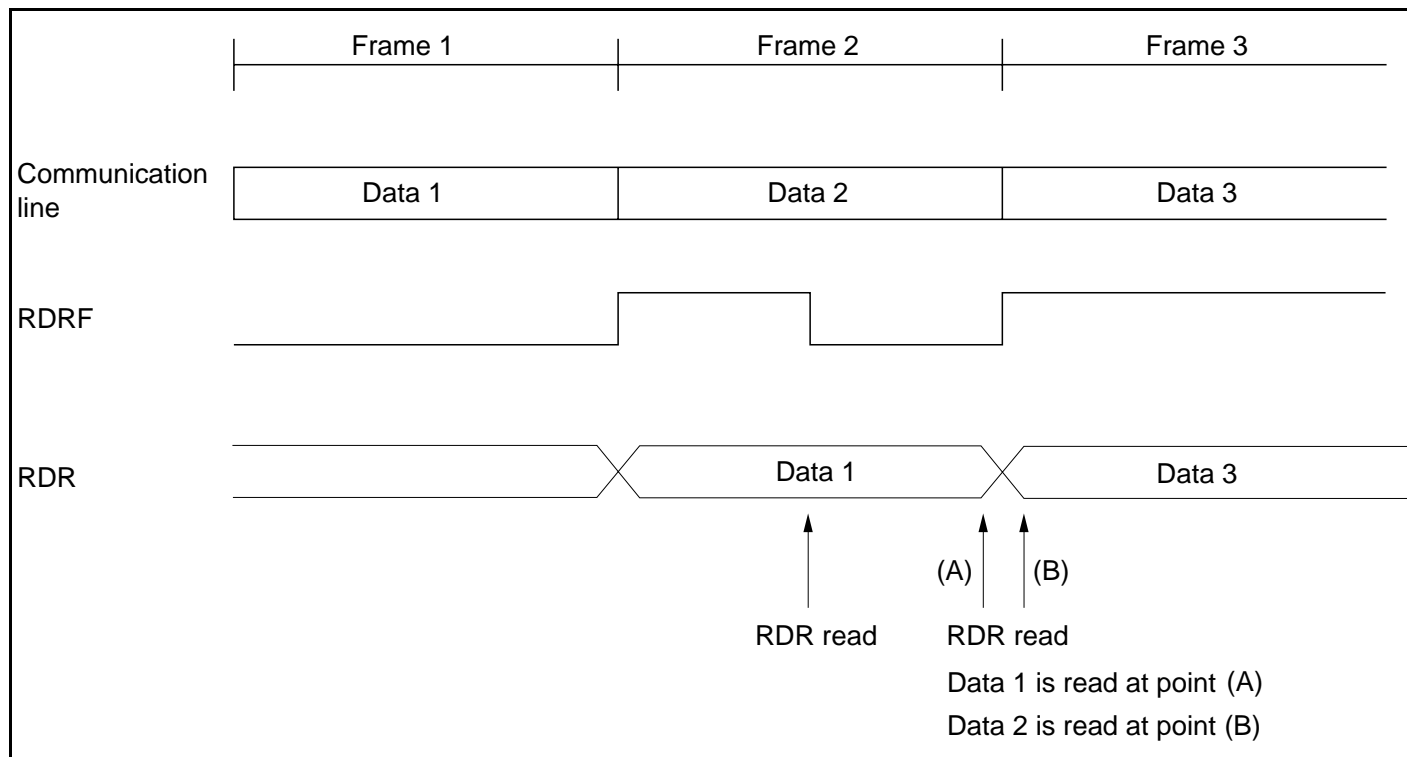 Frame 1 Frame 2 Frame 3
Communication
line
Data 1 Data 2 Data 3
RDRF
RDR
Data 1 Data 3
(A) (B)
RDR read RDR read
Data 1 is read at point (A)
Data 2 is read at point (B)